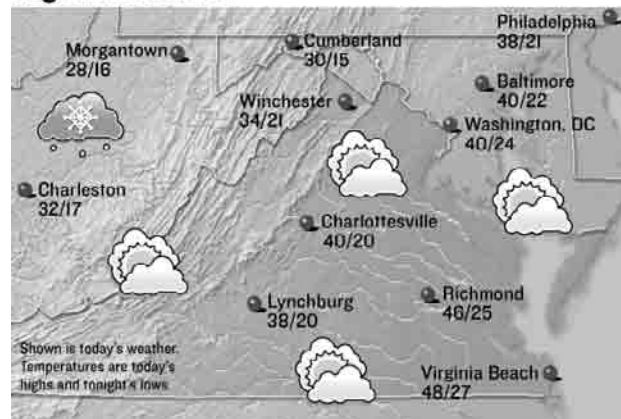 Philadelphia
38/21
Morgantown
28/16
Cumberland
30/15
Baltimore
40/22
Winchester
34/21
Washington, DC
40/24
Charleston
32/17
Charlottesville
40/20
Lynchburg
38/20
Richmond
46/25
Shown is today's weather.
Temperatures are today's
highs and tonight's lows.
Virginia Beach
48/27